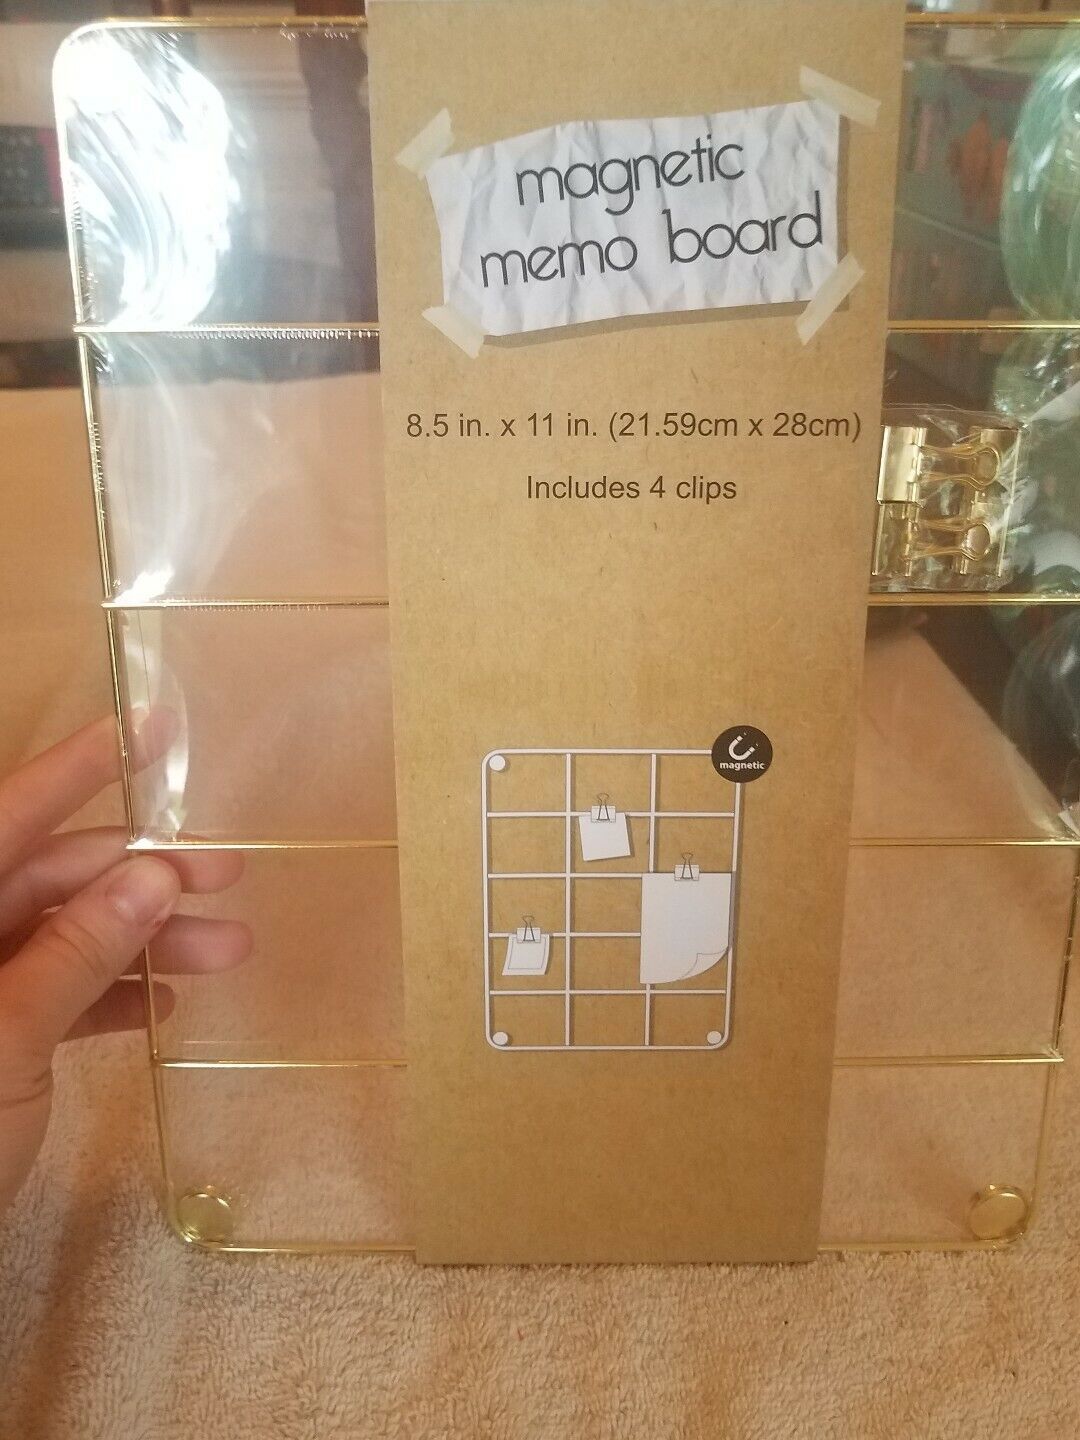 magnetic
memo board
8.5 in. x 11 in. (21.59cm x 28cm)
Includes 4 clips
magnetic